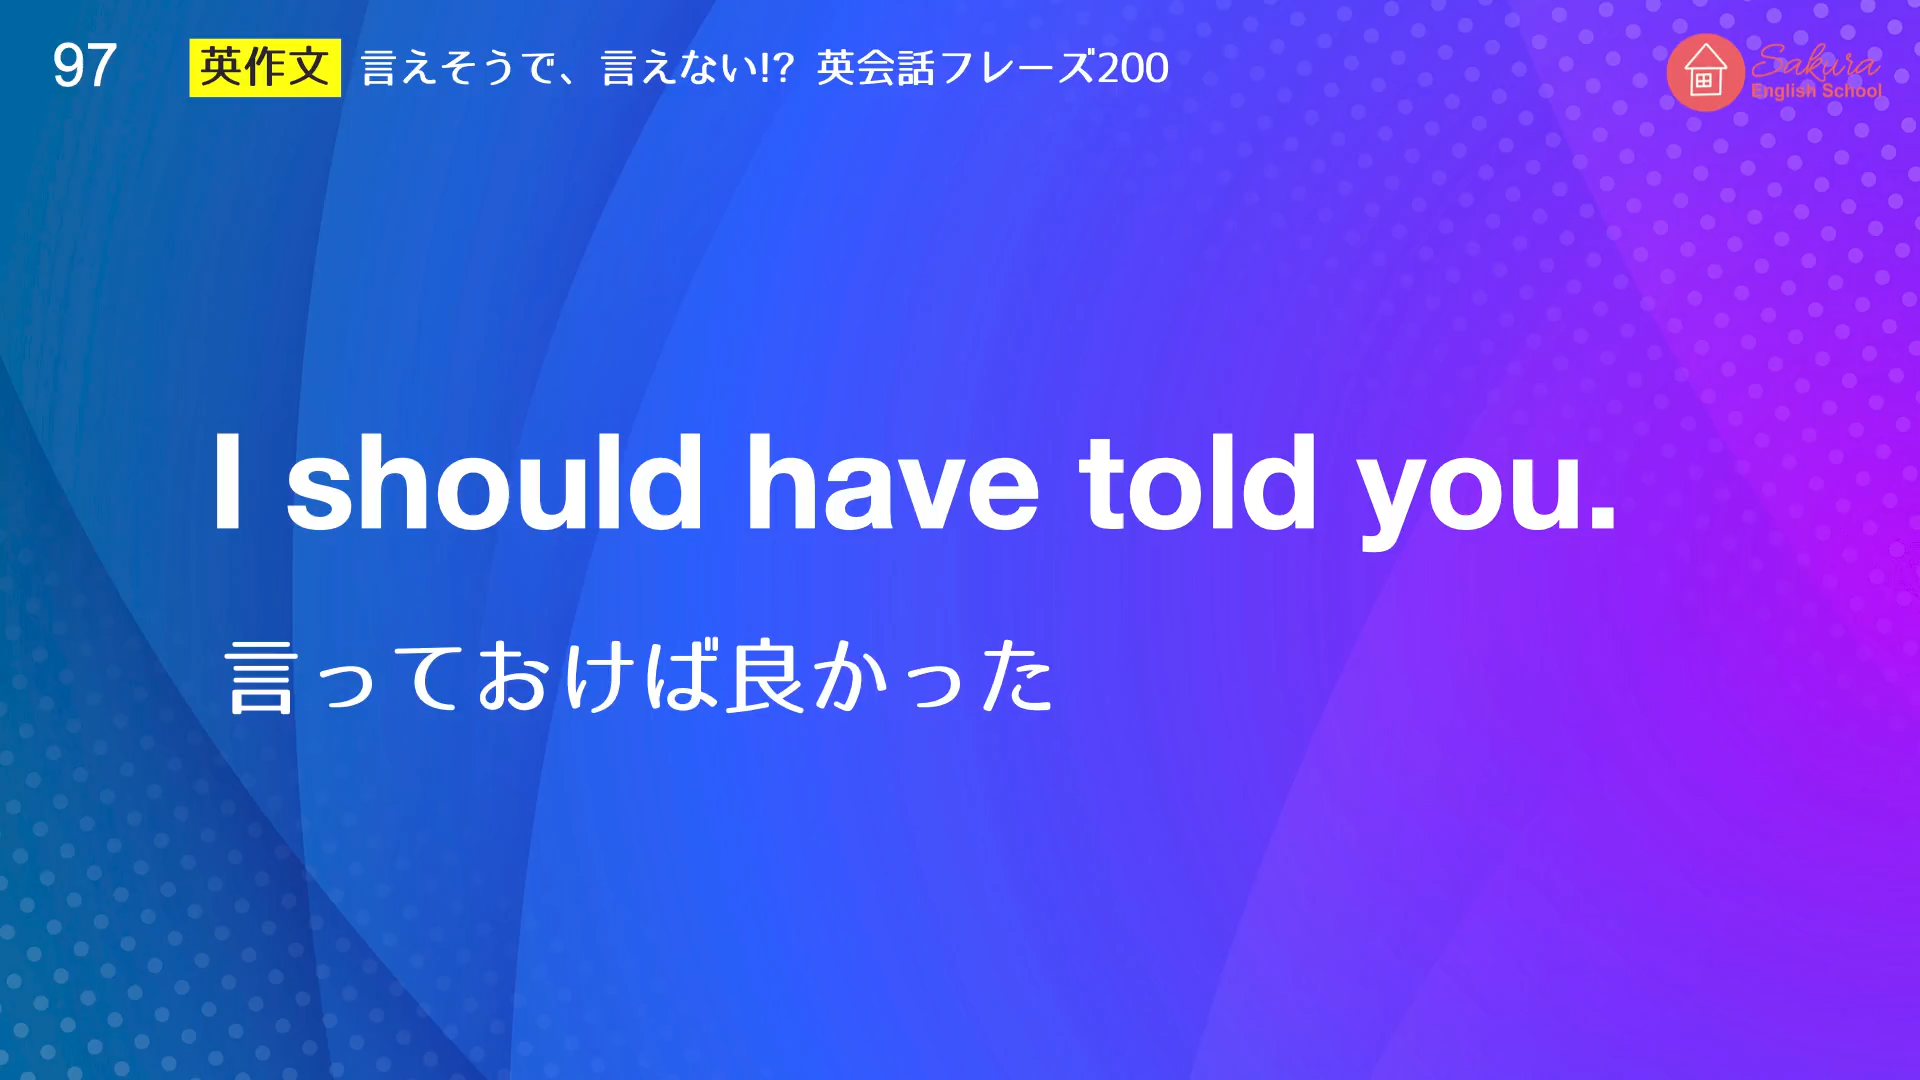 97
英作文 言えそうで、言えない!? 英会話フレーズ200
Sakura
English School
I should have told you.
言っておけば良かった